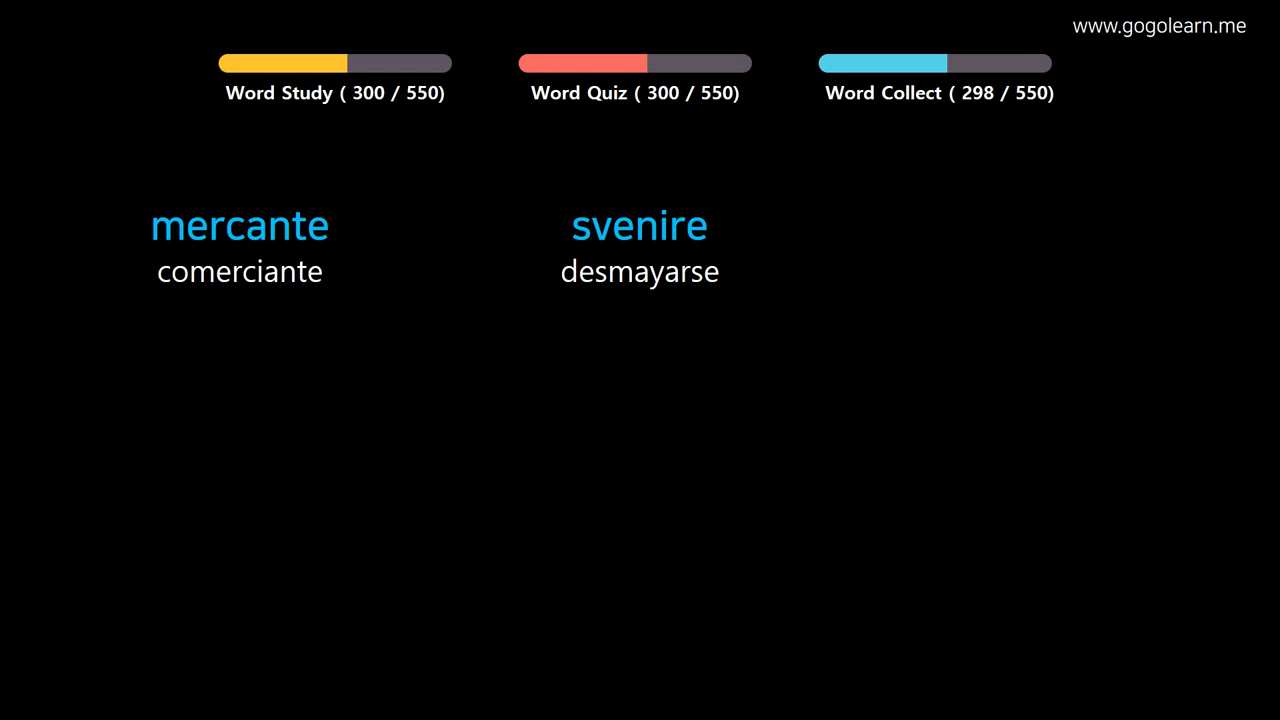 www.gogolearn.me
Word Study ( 300 / 550)
Word Quiz ( 300 / 550)
Word Collect ( 298 / 550)
mercante
comerciante
svenire
desmayarse